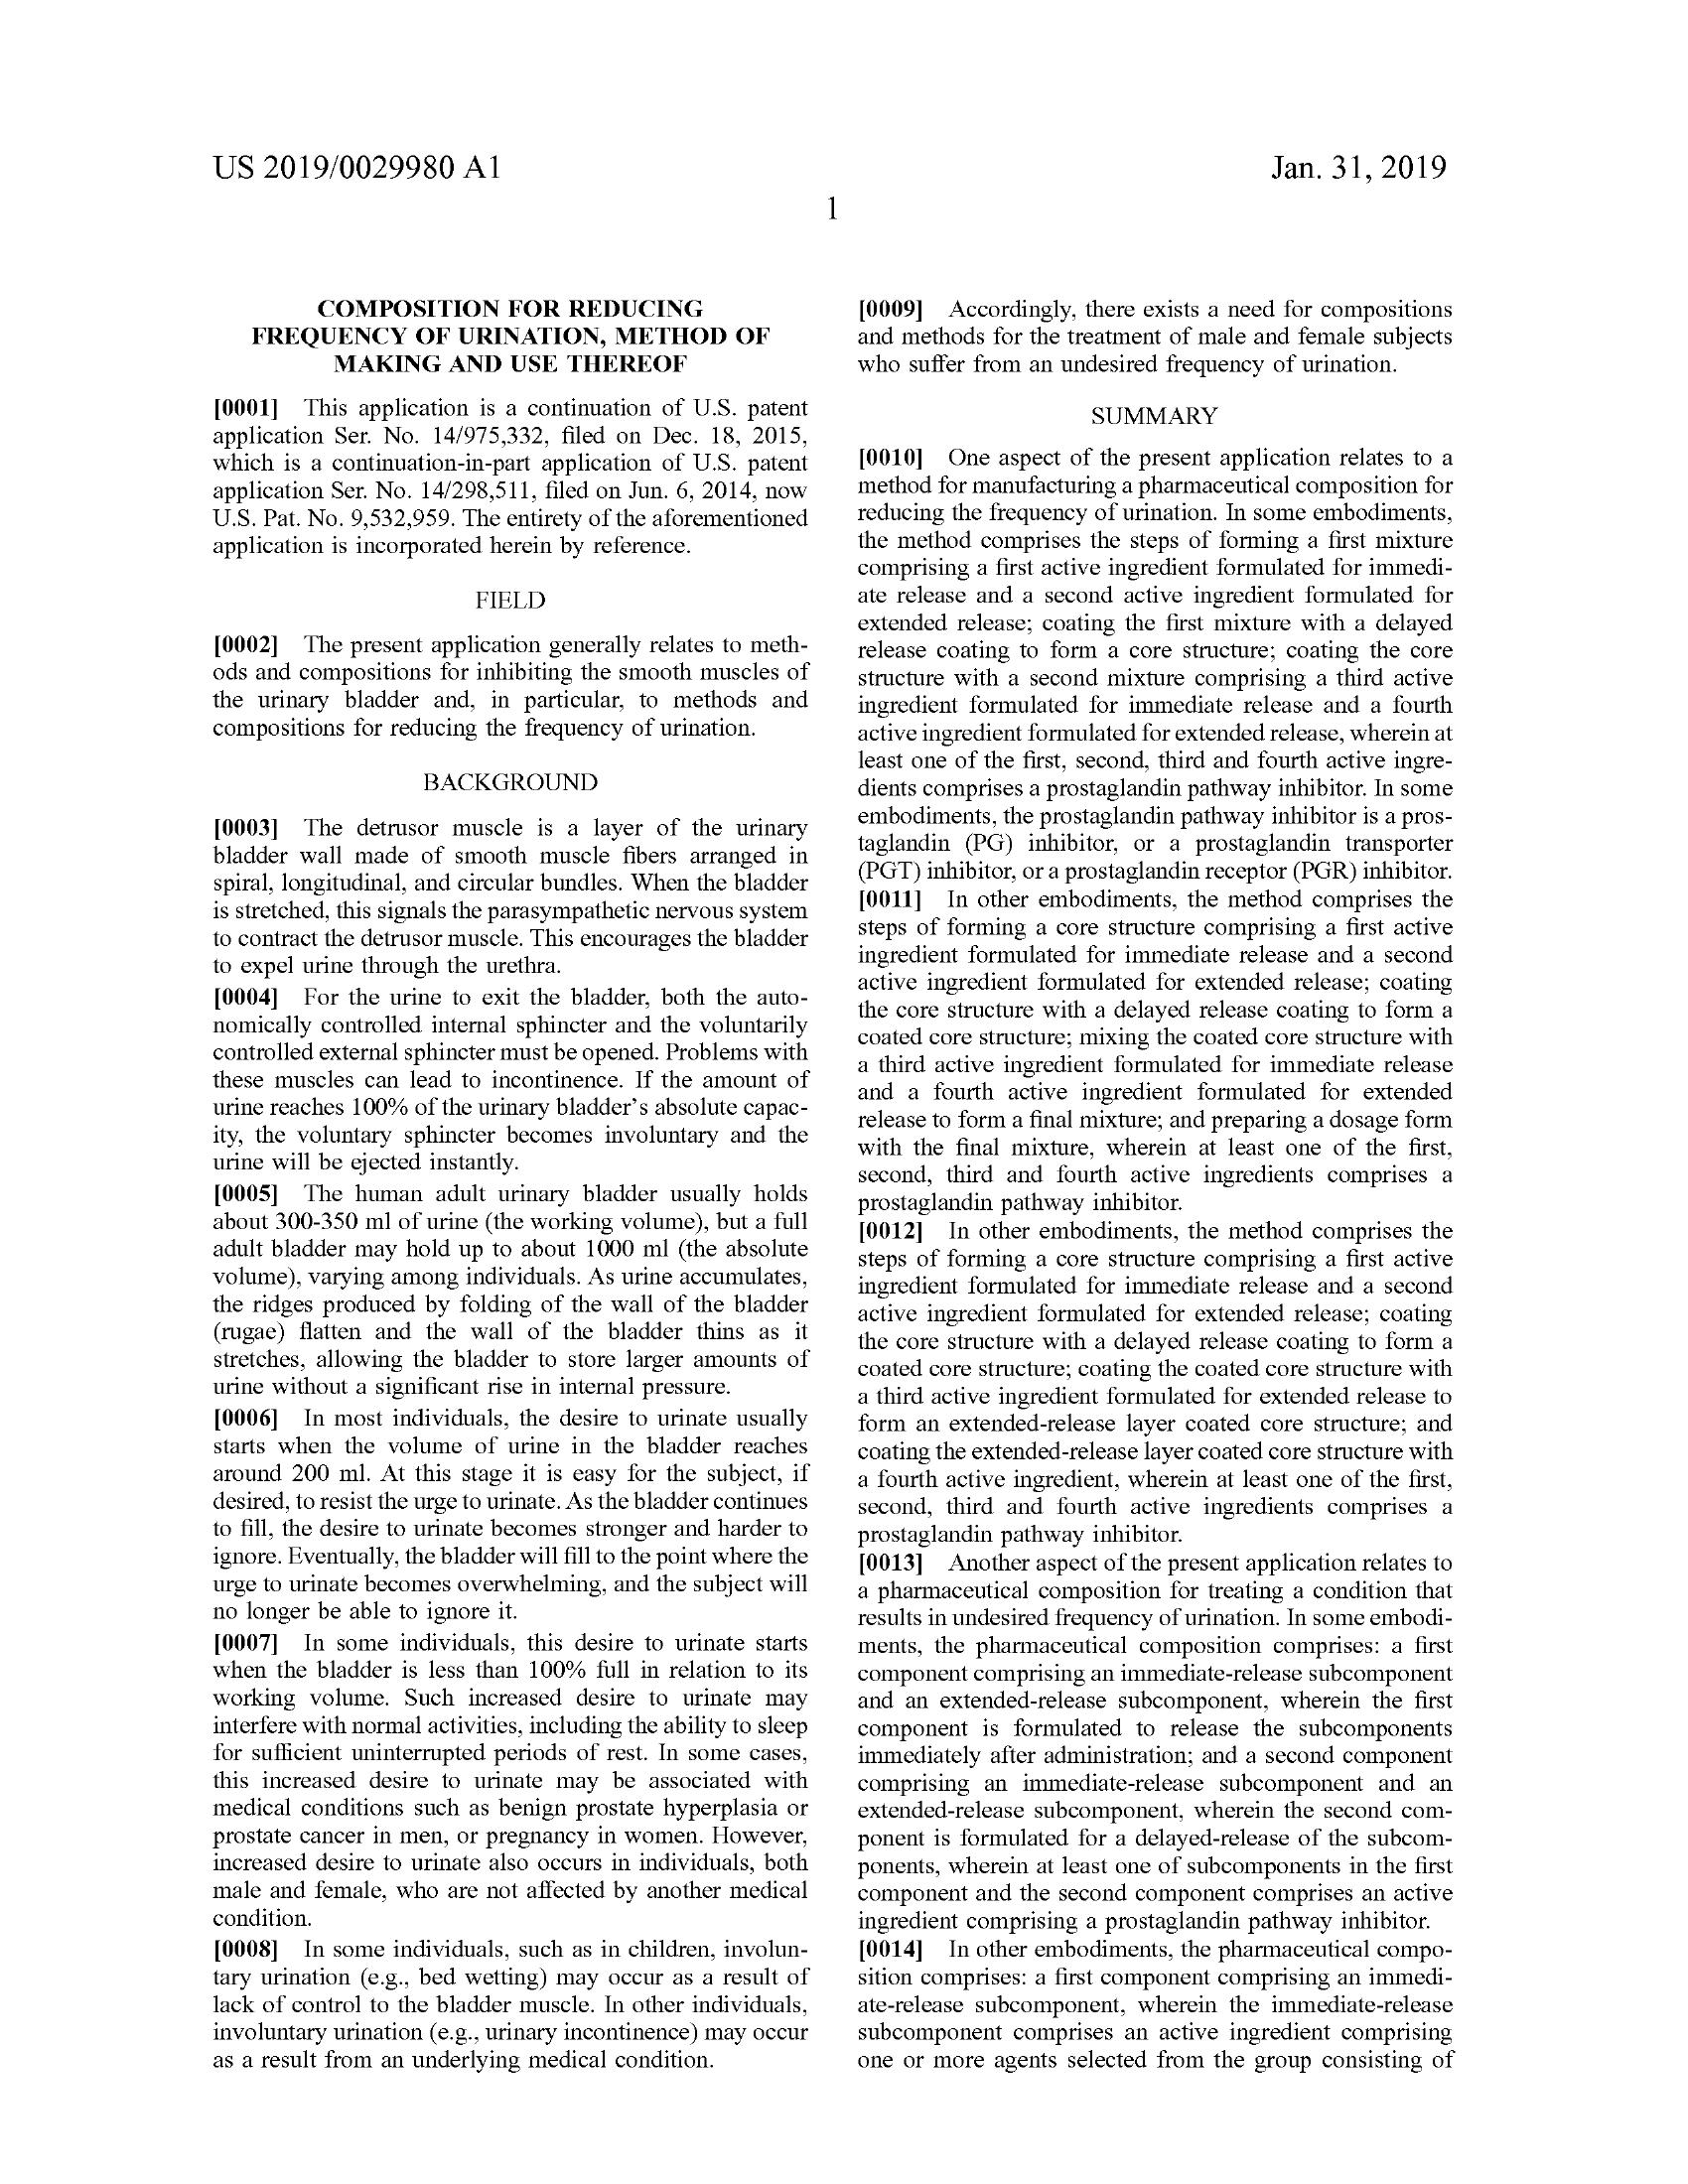 US 2019/0029980 A1
Jan. 31, 2019
1
COMPOSITION FOR REDUCING
FREQUENCY OF URINATION, METHOD OF
MAKING AND USE THEREOF
[0001] This application is a continuation of U.S. patent
application Ser. No. 14/975,332, filed on Dec. 18, 2015,
which is a continuation-in-part application of U.S. patent
application Ser. No. 14/298,511, filed on Jun. 6, 2014, now
U.S. Pat. No. 9,532,959. The entirety of the aforementioned
application is incorporated herein by reference.
FIELD
[0002] The present application generally relates to meth-
ods and compositions for inhibiting the smooth muscles of
the urinary bladder and, in particular, to methods and
compositions for reducing the frequency of urination.
BACKGROUND
[0003] The detrusor muscle is a layer of the urinary
bladder wall made of smooth muscle fibers arranged in
spiral, longitudinal, and circular bundles. When the bladder
is stretched, this signals the parasympathetic nervous system
to contract the detrusor muscle. This encourages the bladder
to expel urine through the urethra.
[0004] For the urine to exit the bladder, both the auto-
nomically controlled internal sphincter and the voluntarily
controlled external sphincter must be opened. Problems with
these muscles can lead to incontinence. If the amount of
urine reaches 100% of the urinary bladder's absolute capac-
ity, the voluntary sphincter becomes involuntary and the
urine will be ejected instantly.
[0005] The human adult urinary bladder usually holds
about 300-350 ml of urine (the working volume), but a full
adult bladder may hold up to about 1000 ml (the absolute
volume), varying among individuals. As urine accumulates,
the ridges produced by folding of the wall of the bladder
(rugae) flatten and the wall of the bladder thins as it
stretches, allowing the bladder to store larger amounts of
urine without a significant rise in internal pressure.
[0006] In most individuals, the desire to urinate usually
starts when the volume of urine in the bladder reaches
around 200 ml. At this stage it is easy for the subject, if
desired, to resist the urge to urinate. As the bladder continues
to fill, the desire to urinate becomes stronger and harder to
ignore. Eventually, the bladder will fill to the point where the
urge to urinate becomes overwhelming, and the subject will
no longer be able to ignore it.
[0007] In some individuals, this desire to urinate starts
when the bladder is less than 100% full in relation to its
working volume. Such increased desire to urinate may
interfere with normal activities, including the ability to sleep
for sufficient uninterrupted periods of rest. In some cases,
this increased desire to urinate may be associated with
medical conditions such as benign prostate hyperplasia or
prostate cancer in men, or pregnancy in women. However,
increased desire to urinate also occurs in individuals, both
male and female, who are not affected by another medical
condition.
[0008] In some individuals, such as in children, involun-
tary urination (e.g., bed wetting) may occur as a result of
lack of control to the bladder muscle. In other individuals,
involuntary urination (e.g., urinary incontinence) may occur
as a result from an underlying medical condition.
[0009] Accordingly, there exists a need for compositions
and methods for the treatment of male and female subjects
who suffer from an undesired frequency of urination.
SUMMARY
[0010] One aspect of the present application relates to a
method for manufacturing a pharmaceutical composition for
reducing the frequency of urination. In some embodiments,
the method comprises the steps of forming a first mixture
comprising a first active ingredient formulated for immedi-
ate release and a second active ingredient formulated for
extended release; coating the first mixture with a delayed
release coating to form a core structure; coating the core
structure with a second mixture comprising a third active
ingredient formulated for immediate release and a fourth
active ingredient formulated for extended release, wherein at
least one of the first, second, third and fourth active ingre-
dients comprises a prostaglandin pathway inhibitor. In some
embodiments, the prostaglandin pathway inhibitor is a pros-
taglandin (PG) inhibitor, or a prostaglandin transporter
(PGT) inhibitor, or a prostaglandin receptor (PGR) inhibitor.
[0011] In other embodiments, the method comprises the
steps of forming a core structure comprising a first active
ingredient formulated for immediate release and a second
active ingredient formulated for extended release; coating
the core structure with a delayed release coating to form a
coated core structure; mixing the coated core structure with
a third active ingredient formulated for immediate release
and a fourth active ingredient formulated for extended
release to form a final mixture; and preparing a dosage form
with the final mixture, wherein at least one of the first,
second, third and fourth active ingredients comprises a
prostaglandin pathway inhibitor.
[0012] In other embodiments, the method comprises the
steps of forming a core structure comprising a first active
ingredient formulated for immediate release and a second
active ingredient formulated for extended release; coating
the core structure with a delayed release coating to form a
coated core structure; coating the coated core structure with
a third active ingredient formulated for extended release to
form an extended-release layer coated core structure; and
coating the extended-release layer coated core structure with
a fourth active ingredient, wherein at least one of the first,
second, third and fourth active ingredients comprises a
prostaglandin pathway inhibitor.
[0013] Another aspect of the present application relates to
a pharmaceutical composition for treating a condition that
results in undesired frequency of urination. In some embodi-
ments, the pharmaceutical composition comprises: a first
component comprising an immediate-release subcomponent
and an extended-release subcomponent, wherein the first
component is formulated to release the subcomponents
immediately after administration; and a second component
comprising an immediate-release subcomponent and an
extended-release subcomponent, wherein the second com-
ponent is formulated for a delayed-release of the subcom-
ponents, wherein at least one of subcomponents in the first
component and the second component comprises an active
ingredient comprising a prostaglandin pathway inhibitor.
[0014] In other embodiments, the pharmaceutical compo-
sition comprises: a first component comprising an immedi-
ate-release subcomponent, wherein the immediate-release
subcomponent comprises an active ingredient comprising
one or more agents selected from the group consisting of